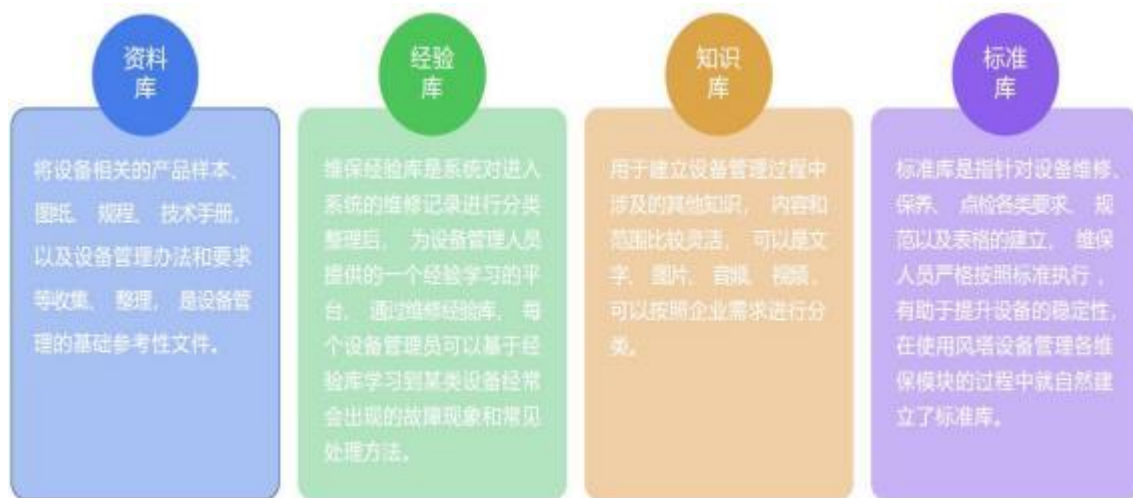 资料
库
将设备相关的产品样本、
图纸、规程、技术手册，
以及设备管理办法和要求
等收集、整理，是设备管
理的基础参考性文件。
经验
库
维保经验库是系统对进入
系统的维修记录进行分类
整理后，为设备管理人员
提供的一个经验学习的平
台，通过维修经验库，每
个设备管理员可以基于经
验库学习到某类设备经常
会出现的故障现象和常见
处理方法。
知识
库
用于建立设备管理过程中
涉及的其他知识，内容和
范围比较灵活，可以是文
字、图片、音频、视频，
可以按照企业需求进行分
类。
标准
库
标准库是指针对设备维修、
保养、点检各类要求、规
范以及表格的建立，维保
人员严格按照标准执行，
有助于提升设备的稳定性，
在使用风塔设备管理各维
保模块的过程中就自然建
立了标准库。